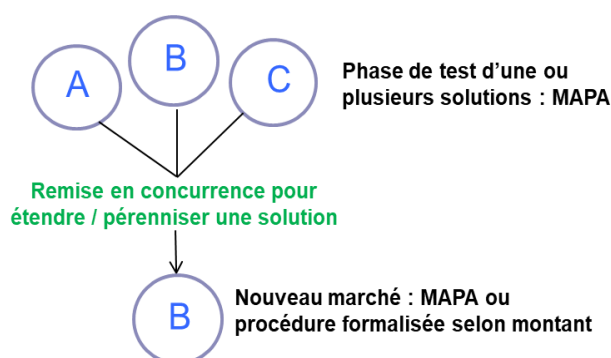 A
B
C
Phase de test d'une ou
plusieurs solutions : MAPA
Remise en concurrence pour
étendre / pérenniser une solution
B
Nouveau marché : MAPA ou
procédure formalisée selon montant